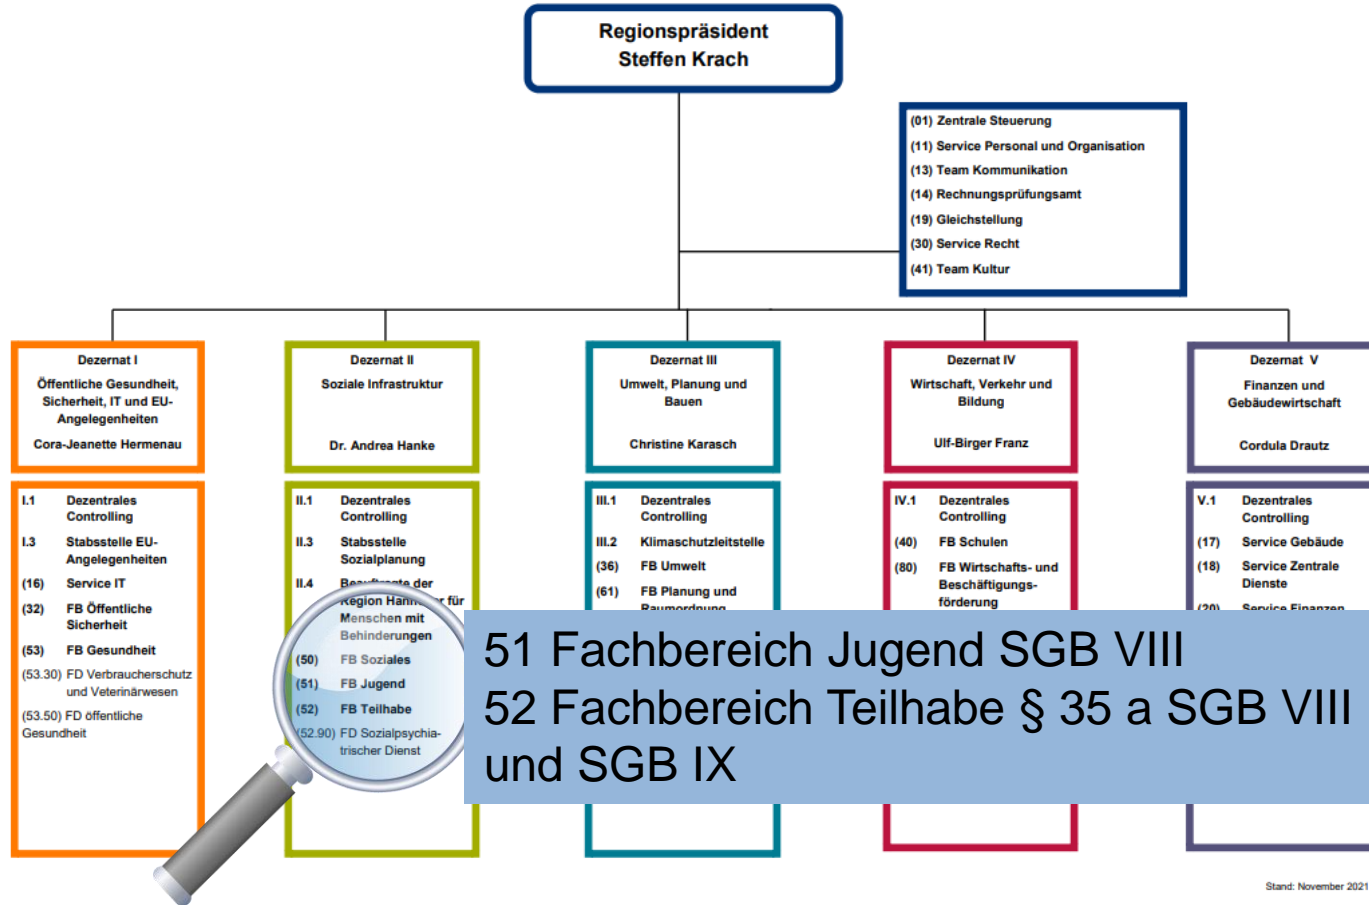 Regionspräsident
Steffen Krach
(01) Zentrale Steuerung
(11) Service Personal und Organisation
(13) Team Kommunikation
(14) Rechnungsprüfungsamt
(19) Gleichstellung
(30) Service Recht
(41) Team Kultur
Dezernat I
Öffentliche Gesundheit,
Sicherheit, IT und EU-
Angelegenheiten
Cora-Jeanette Hermenau
I.1 Dezentrales
Controlling
I.3 Stabsstelle EU-
Angelegenheiten
(16) Service IT
(32) FB Öffentliche
Sicherheit
(53) FB Gesundheit
(53.30) FD Verbraucherschutz
und Veterinärwesen
(53.50) FD öffentliche
Gesundheit
Dezernat II
Soziale Infrastruktur
Dr. Andrea Hanke
II.1 Dezentrales
Controlling
II.3 Stabsstelle
Sozialplanung
II.4 Beauftragte der
Region Hannover für
Menschen mit
Behinderungen
(50) FB Soziales
(51) FB Jugend
(52) FB Teilhabe
(52.90) FD Sozialpsychia-
trischer Dienst
Dezernat III
Umwelt, Planung und
Bauen
Christine Karasch
III.1 Dezentrales
Controlling
III.2 Klimaschutzleitstelle
(36) FB Umwelt
(61) FB Planung und
Raumordnung
Dezernat IV
Wirtschaft, Verkehr und
Bildung
Ulf-Birger Franz
IV.1 Dezentrales
Controlling
(40) FB Schulen
(80) FB Wirtschafts- und
Beschäftigungs-
förderung
Dezernat V
Finanzen und
Gebäudewirtschaft
Cordula Drautz
V.1 Dezentrales
Controlling
(17) Service Gebäude
(18) Service Zentrale
Dienste
(20) Service Finanzen
51 Fachbereich Jugend SGB VIII
52 Fachbereich Teilhabe § 35 a SGB VIII
und SGB IX
Stand: November 2021